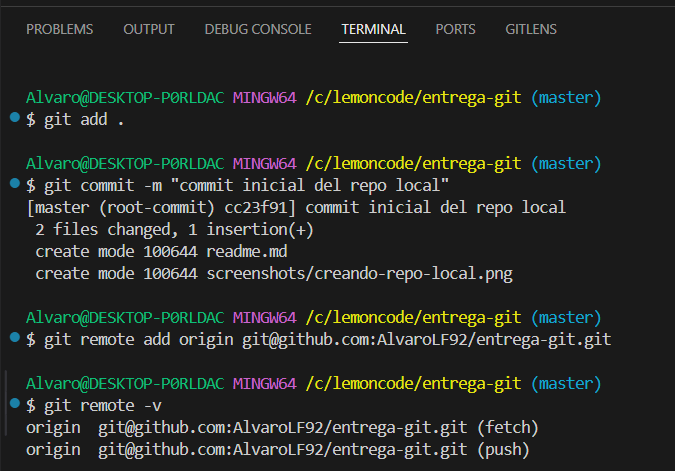 PROBLEMS OUTPUT DEBUG CONSOLE TERMINAL PORTS GITLENS
Alvaro@DESKTOP-P0RLDAC MINGW64 /c/lemoncode/entrega-git (master)
$ git add .
Alvaro@DESKTOP-P0RLDAC MINGW64 /c/lemoncode/entrega-git (master)
$ git commit -m "commit inicial del repo local"
[master (root-commit) cc23f91] commit inicial del repo local
 2 files changed, 1 insertion(+)
 create mode 100644 readme.md
 create mode 100644 screenshots/creando-repo-local.png
Alvaro@DESKTOP-P0RLDAC MINGW64 /c/lemoncode/entrega-git (master)
$ git remote add origin git@github.com:AlvaroLF92/entrega-git.git
Alvaro@DESKTOP-P0RLDAC MINGW64 /c/lemoncode/entrega-git (master)
$ git remote -v
origin  git@github.com:AlvaroLF92/entrega-git.git (fetch)
origin  git@github.com:AlvaroLF92/entrega-git.git (push)